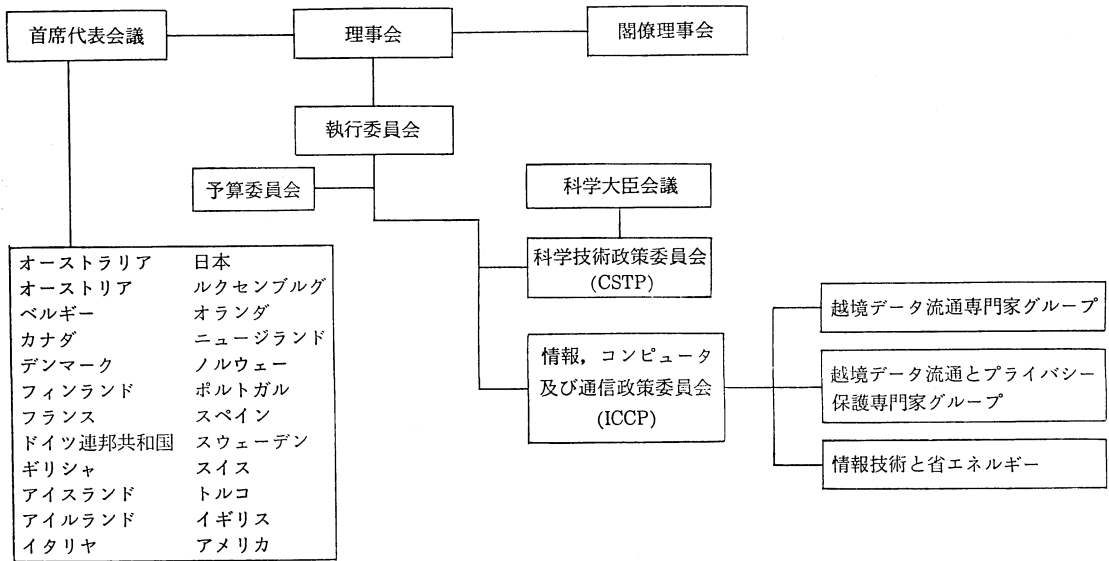 首席代表会議
理事会
閣僚理事会
執行委員会
予算委員会
科学大臣会議
科学技術政策委員会
(CSTP)
情報，コンピュータ
及び通信政策委員会
(ICCP)
越境データ流通専門家グループ
越境データ流通とプライバシー
保護専門家グループ
情報技術と省エネルギー
オーストラリア 日本
オーストリア ルクセンブルグ
ベルギー オランダ
カナダ ニュージランド
デンマーク ノルウェー
フィンランド ポルトガル
フランス スペイン
ドイツ連邦共和国 スウェーデン
ギリシャ スイス
アイスランド トルコ
アイルランド イギリス
イタリヤ アメリカ